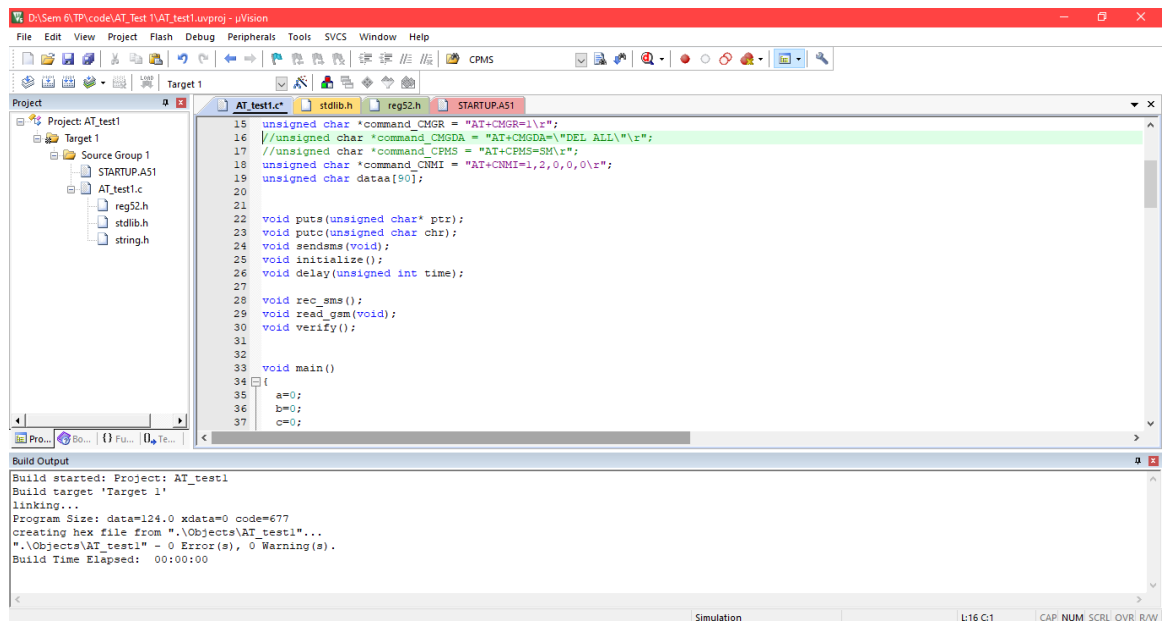 D:\Sem 6\TP\code\AT_Test 1\AT_test1.uvproj - µVision
File Edit View Project Flash Debug Peripherals Tools SVCS Window Help
CPMS
LOAD Target 1
Project
AT_test1.c* stdlib.h reg52.h STARTUP.A51
Project: AT_test1
Target 1
Source Group 1
STARTUP.A51
AT_test1.c
reg52.h
stdlib.h
string.h
15 unsigned char *command_CMGR = "AT+CMGR=1\r";
16 //unsigned char *command_CMGDA = "AT+CMGDA=\"DEL ALL\"\r";
17 //unsigned char *command_CPMS = "AT+CPMS=SM\r";
18 unsigned char *command_CNMI = "AT+CNMI=1,2,0,0,0\r";
19 unsigned char dataa[90];
20
21
22 void puts(unsigned char* ptr);
23 void putc(unsigned char chr);
24 void sendsms(void);
25 void initialize();
26 void delay(unsigned int time);
27
28 void rec_sms();
29 void read_gsm(void);
30 void verify();
31
32
33 void main()
34 {
35 a=0;
36 b=0;
37 c=0;
Pro... Bo... {} Fu... 0 Te...
Build Output
Build started: Project: AT_test1
Build target 'Target 1'
linking...
Program Size: data=124.0 xdata=0 code=677
creating hex file from ".\Objects\AT_test1"...
".\Objects\AT_test1" - 0 Error(s), 0 Warning(s).
Build Time Elapsed: 00:00:00
Simulation L:16 C:1 CAP NUM SCRL OVR R/W